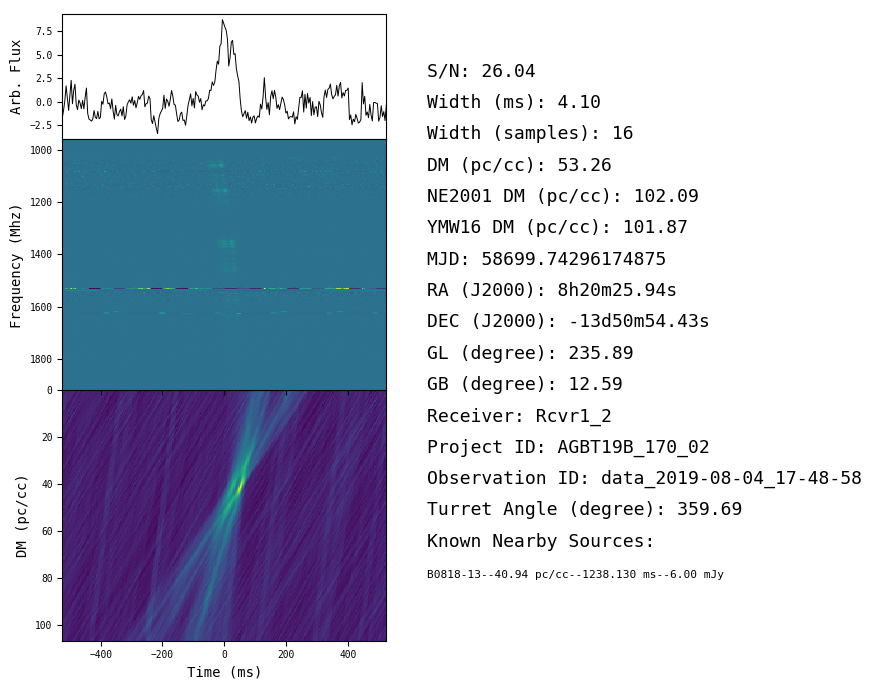 7.5
5.0
2.5
0.0
−2.5
Arb. Flux
1000
1200
1400
1600
1800
Frequency (Mhz)
0
20
40
60
80
100
DM (pc/cc)
−400 −200 0 200 400
Time (ms)
S/N: 26.04
Width (ms): 4.10
Width (samples): 16
DM (pc/cc): 53.26
NE2001 DM (pc/cc): 102.09
YMW16 DM (pc/cc): 101.87
MJD: 58699.74296174875
RA (J2000): 8h20m25.94s
DEC (J2000): -13d50m54.43s
GL (degree): 235.89
GB (degree): 12.59
Receiver: Rcvr1_2
Project ID: AGBT19B_170_02
Observation ID: data_2019-08-04_17-48-58
Turret Angle (degree): 359.69
Known Nearby Sources:
B0818-13--40.94 pc/cc--1238.130 ms--6.00 mJy